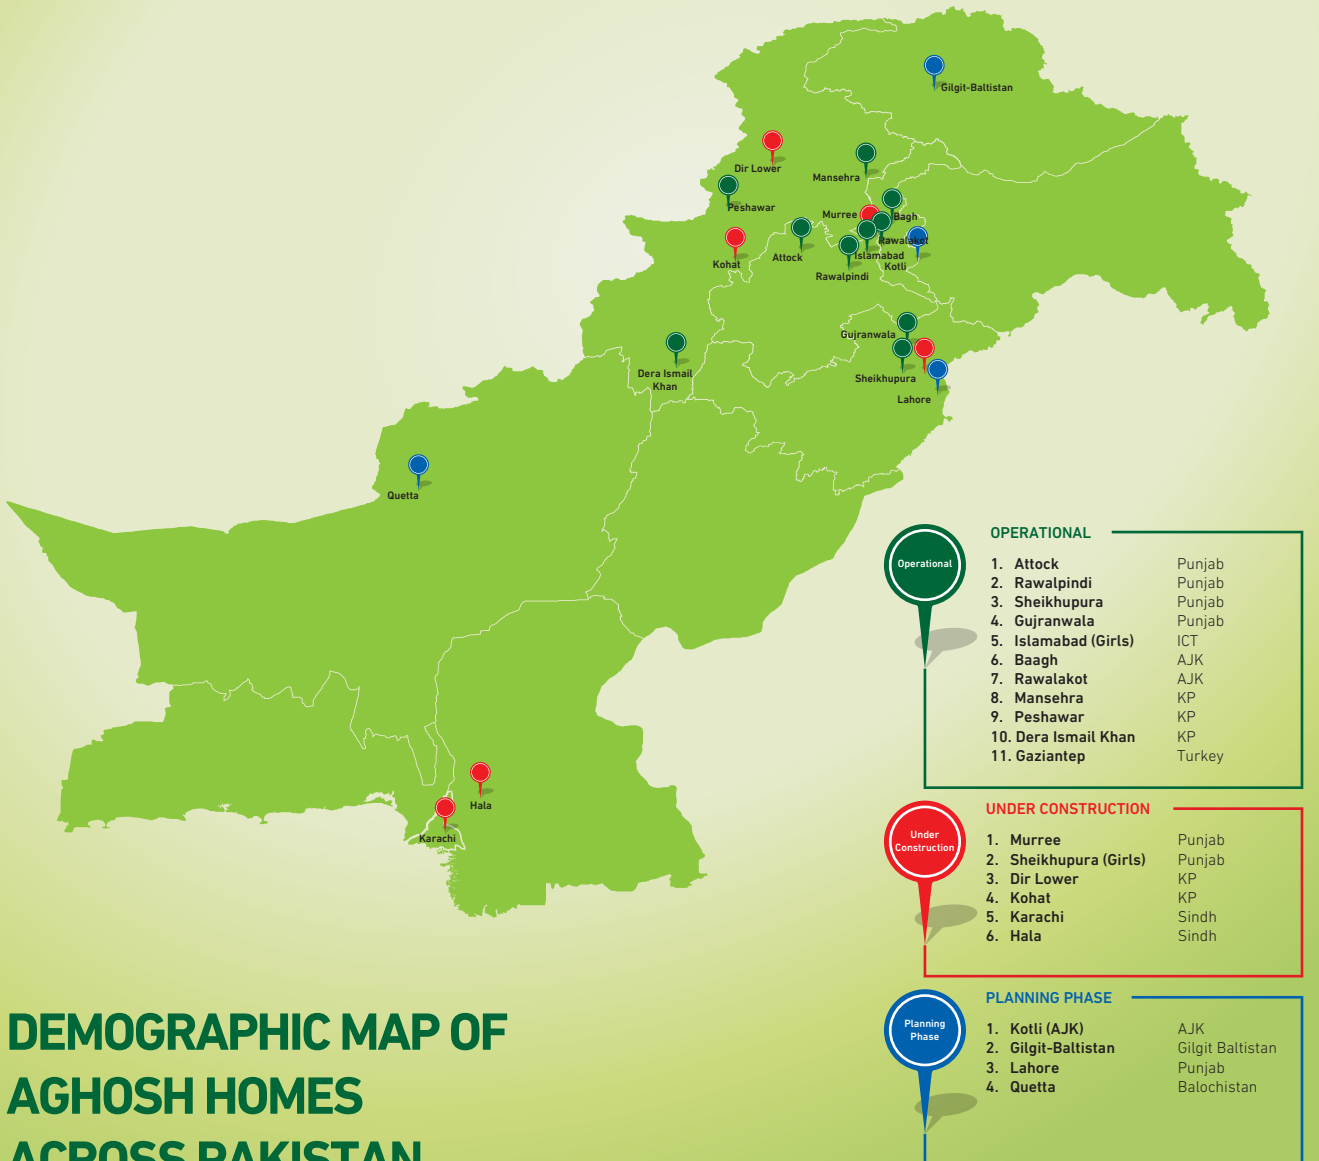 Gilgit-Baltistan
Dir Lower
Mansehra
Peshawar
Murree
Bagh
Rawalakot
Kohat
Attock
Islamabad
Kotli
Rawalpindi
Gujranwala
Dera Ismail
Khan
Sheikhupura
Lahore
Quetta
Hala
Karachi
Operational
OPERATIONAL
1. Attock Punjab
2. Rawalpindi Punjab
3. Sheikhupura Punjab
4. Gujranwala Punjab
5. Islamabad (Girls) ICT
6. Baagh AJK
7. Rawalakot AJK
8. Mansehra KP
9. Peshawar KP
10. Dera Ismail Khan KP
11. Gaziantep Turkey
Under
Construction
UNDER CONSTRUCTION
1. Murree Punjab
2. Sheikhupura (Girls) Punjab
3. Dir Lower KP
4. Kohat KP
5. Karachi Sindh
6. Hala Sindh
Planning
Phase
PLANNING PHASE
1. Kotli (AJK) AJK
2. Gilgit-Baltistan Gilgit Baltistan
3. Lahore Punjab
4. Quetta Balochistan
DEMOGRAPHIC MAP OF
AGHOSH HOMES
ACROSS PAKISTAN